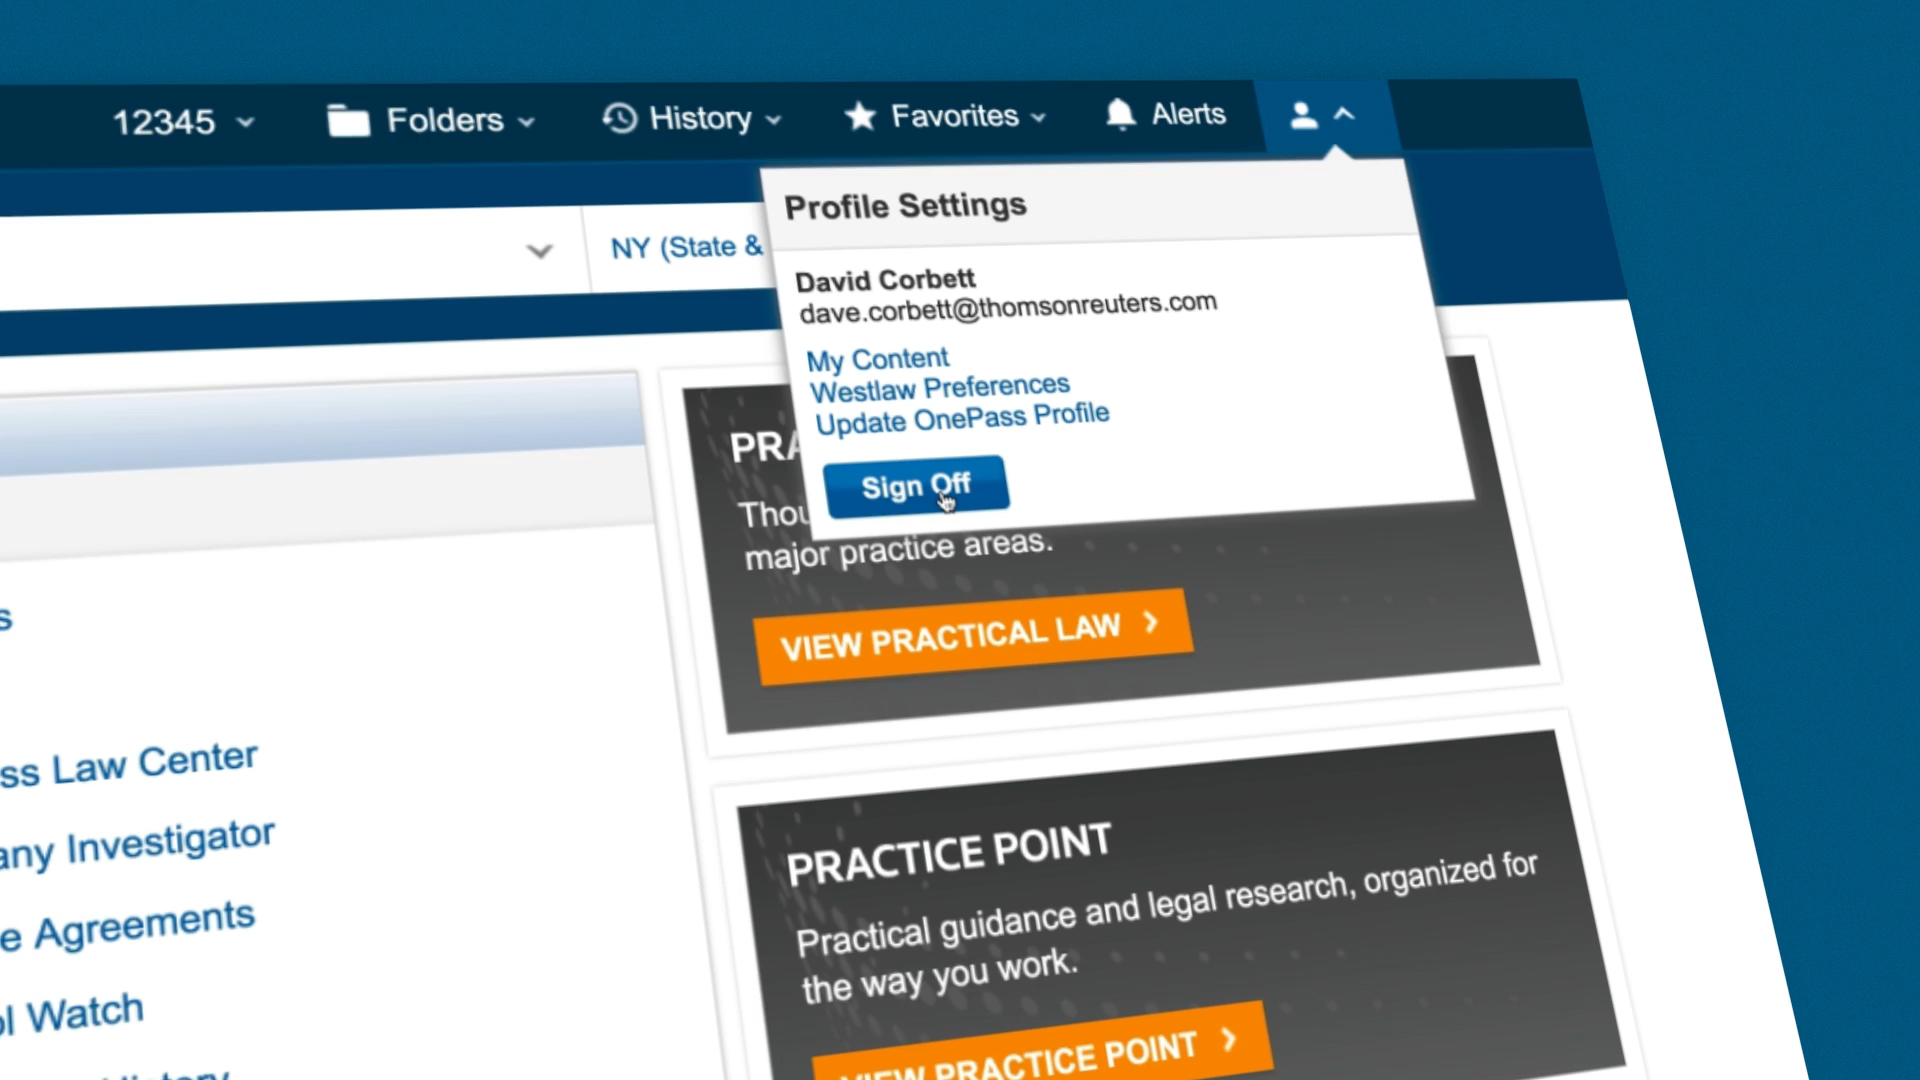 12345
Folders
History
Favorites
Alerts
Profile Settings
NY (State &
David Corbett
dave.corbett@thomsonreuters.com
My Content
Westlaw Preferences
Update OnePass Profile
Sign Off
PRA
Thou
major practice areas.
VIEW PRACTICAL LAW
s
ss Law Center
any Investigator
e Agreements
ol Watch
PRACTICE POINT
Practical guidance and legal research, organized for
the way you work.
VIEW PRACTICE POINT